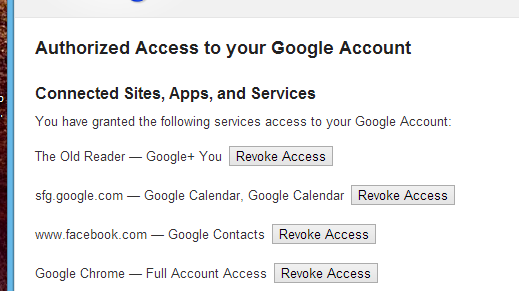 Authorized Access to your Google Account
Connected Sites, Apps, and Services
You have granted the following services access to your Google Account:
The Old Reader — Google+ You Revoke Access
sfg.google.com — Google Calendar, Google Calendar Revoke Access
www.facebook.com — Google Contacts Revoke Access
Google Chrome — Full Account Access Revoke Access